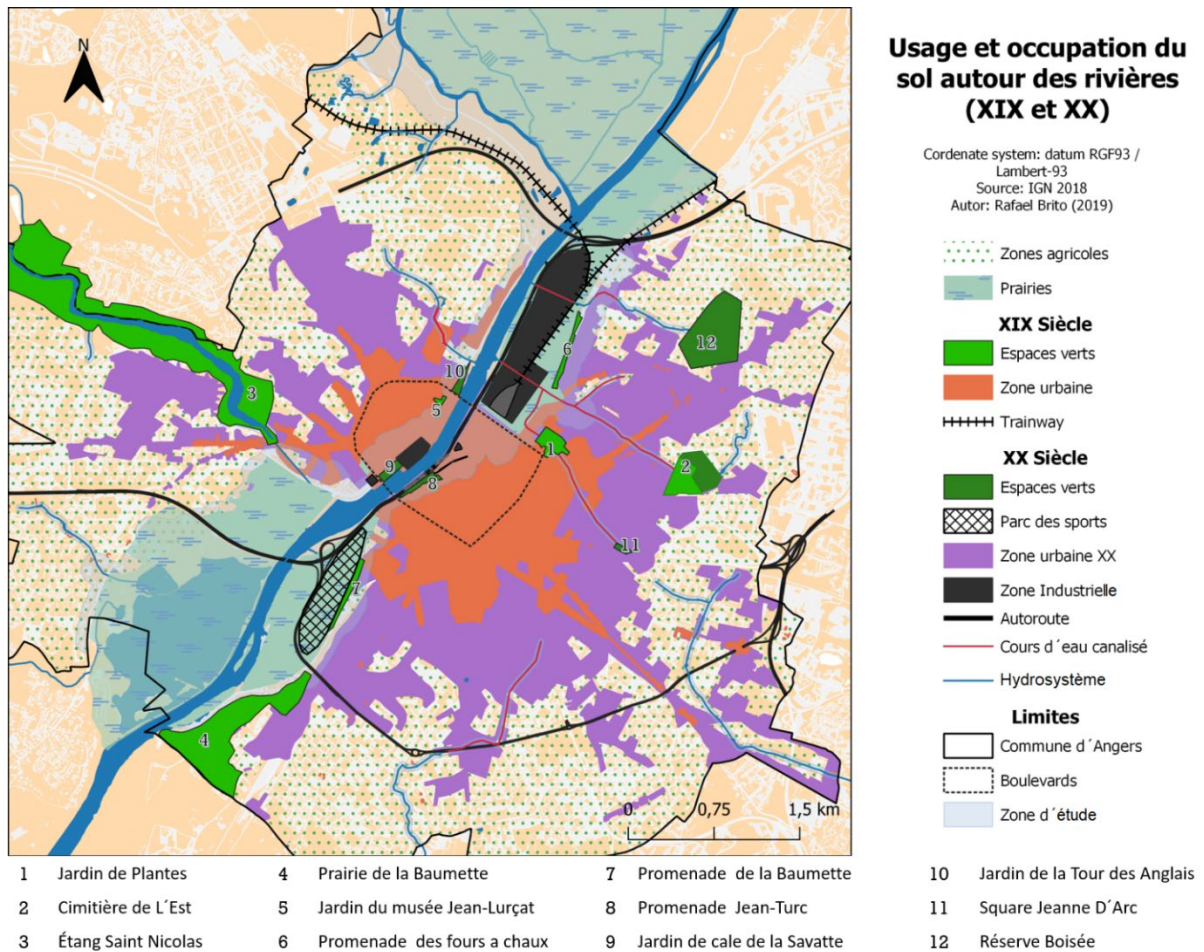 N
3
5
10
6
12
1
2
9
8
11
7
4
0 0,75 1,5 km
Usage et occupation du
sol autour des rivières
(XIX et XX)
Cordenate system: datum RGF93 /
Lambert-93
Source: IGN 2018
Autor: Rafael Brito (2019)
Zones agricoles
Prairies
XIX Siècle
Espaces verts
Zone urbaine
Trainway
XX Siècle
Espaces verts
Parc des sports
Zone urbaine XX
Zone Industrielle
Autoroute
Cours d´eau canalisé
Hydrosystème
Limites
Commune d´Angers
Boulevards
Zone d´étude
1 Jardin de Plantes
2 Cimitière de L´Est
3 Étang Saint Nicolas
4 Prairie de la Baumette
5 Jardin du musée Jean-Lurçat
6 Promenade des fours a chaux
7 Promenade de la Baumette
8 Promenade Jean-Turc
9 Jardin de cale de la Savatte
10 Jardin de la Tour des Anglais
11 Square Jeanne D´Arc
12 Réserve Boisée